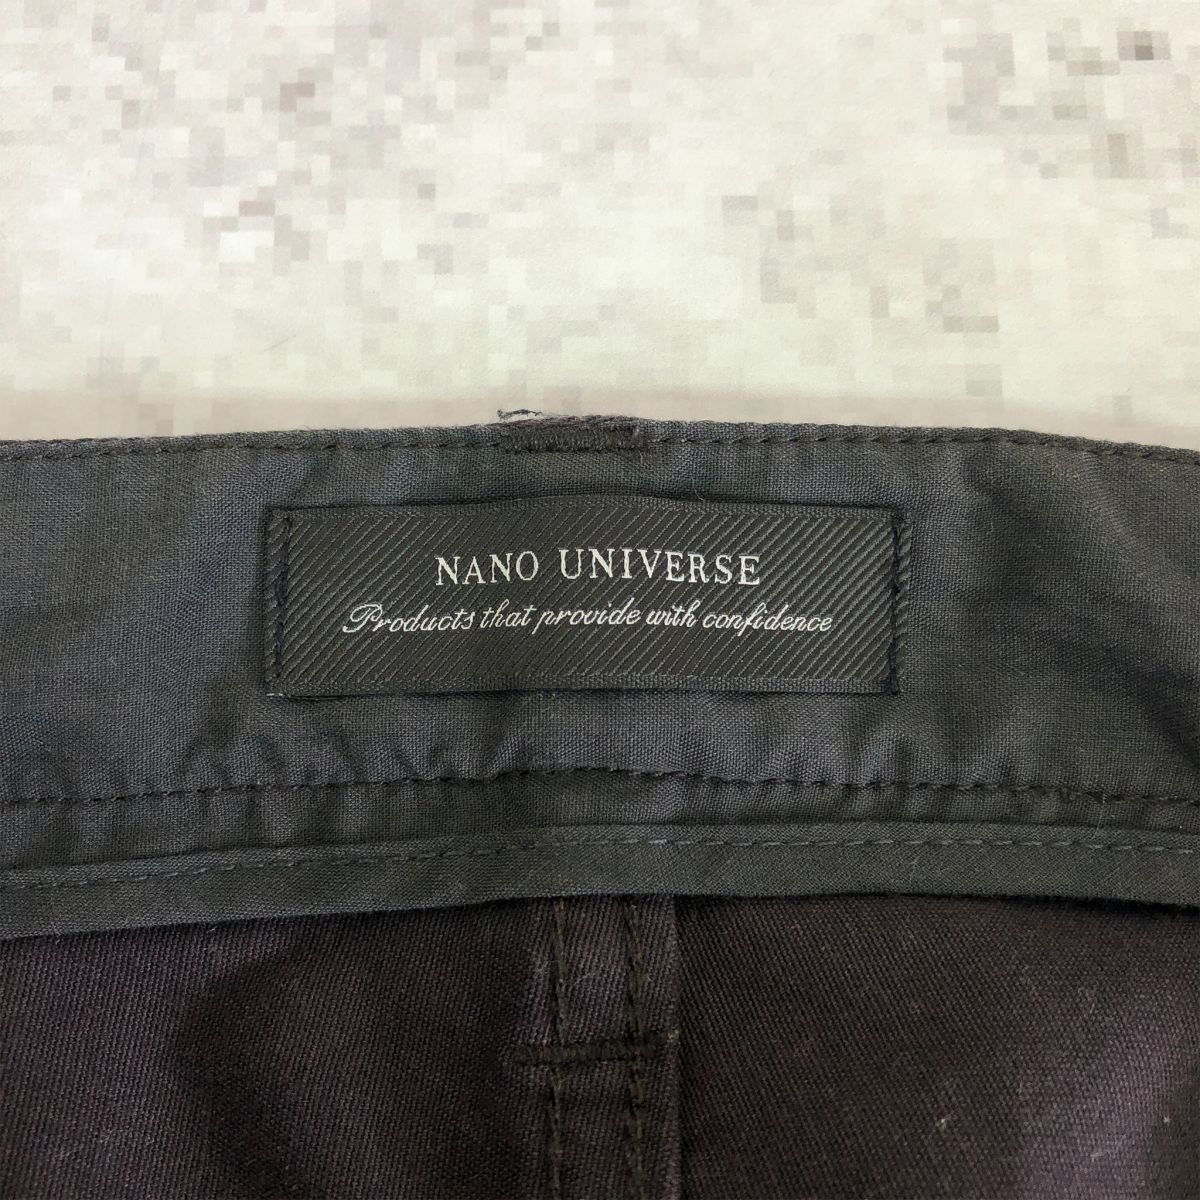 NANO UNIVERSE
Products that provide with confidence